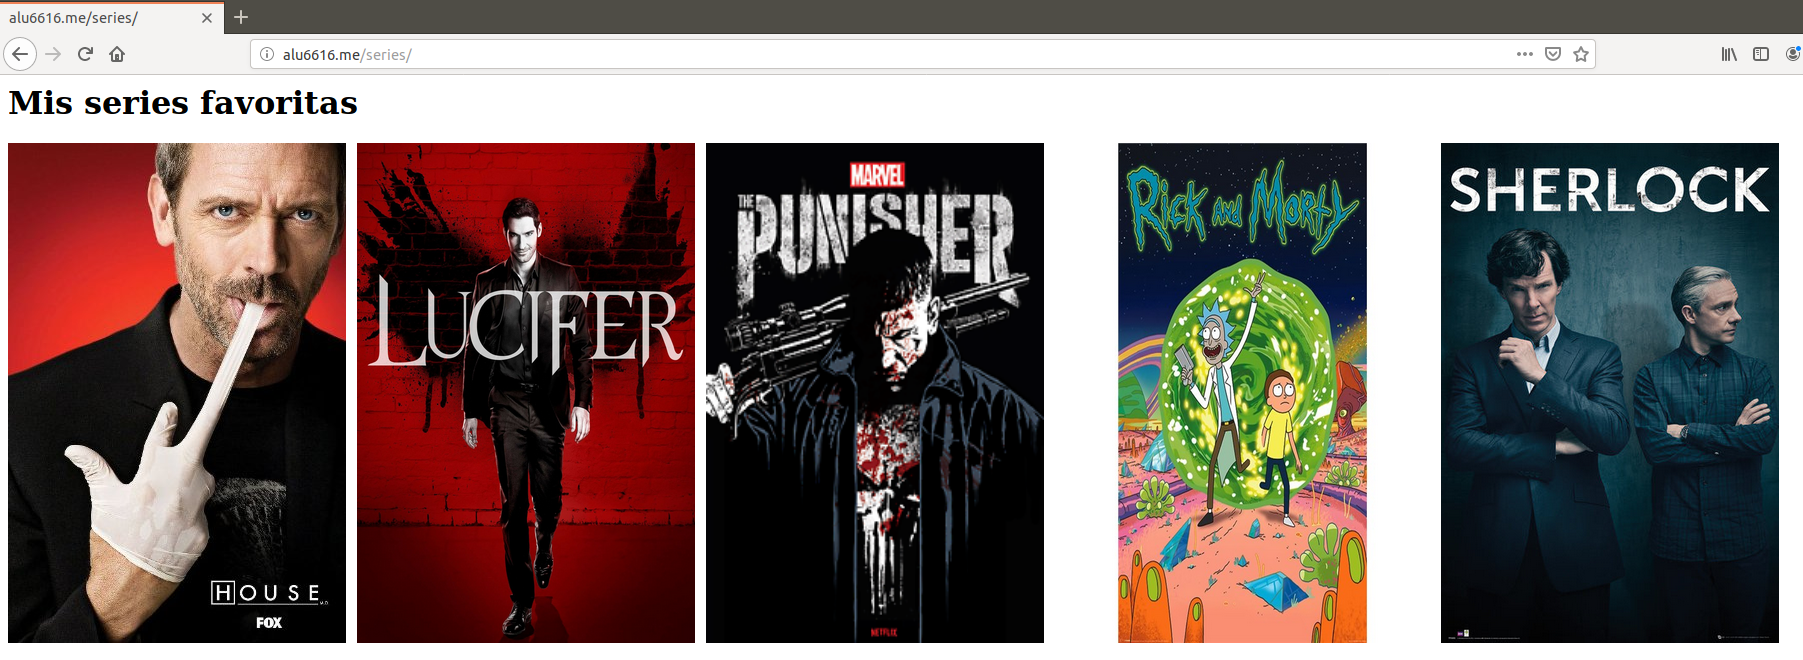 alu6616.me/series/
alu6616.me/series/
Mis series favoritas
HOUSE
FOX
LUCIFER
MARVEL
THE
PUNISHER
NETFLIX
Rick and Morty
SHERLOCK